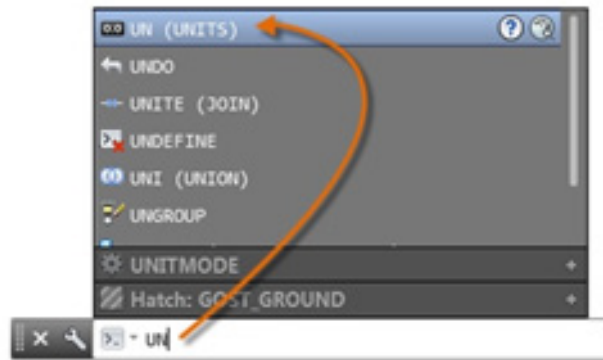 UN (UNITS)
UNDO
UNITE (JOIN)
UNDEFINE
UNI (UNION)
UNGROUP
UNITMODE
Hatch: GOST_GROUND
UN